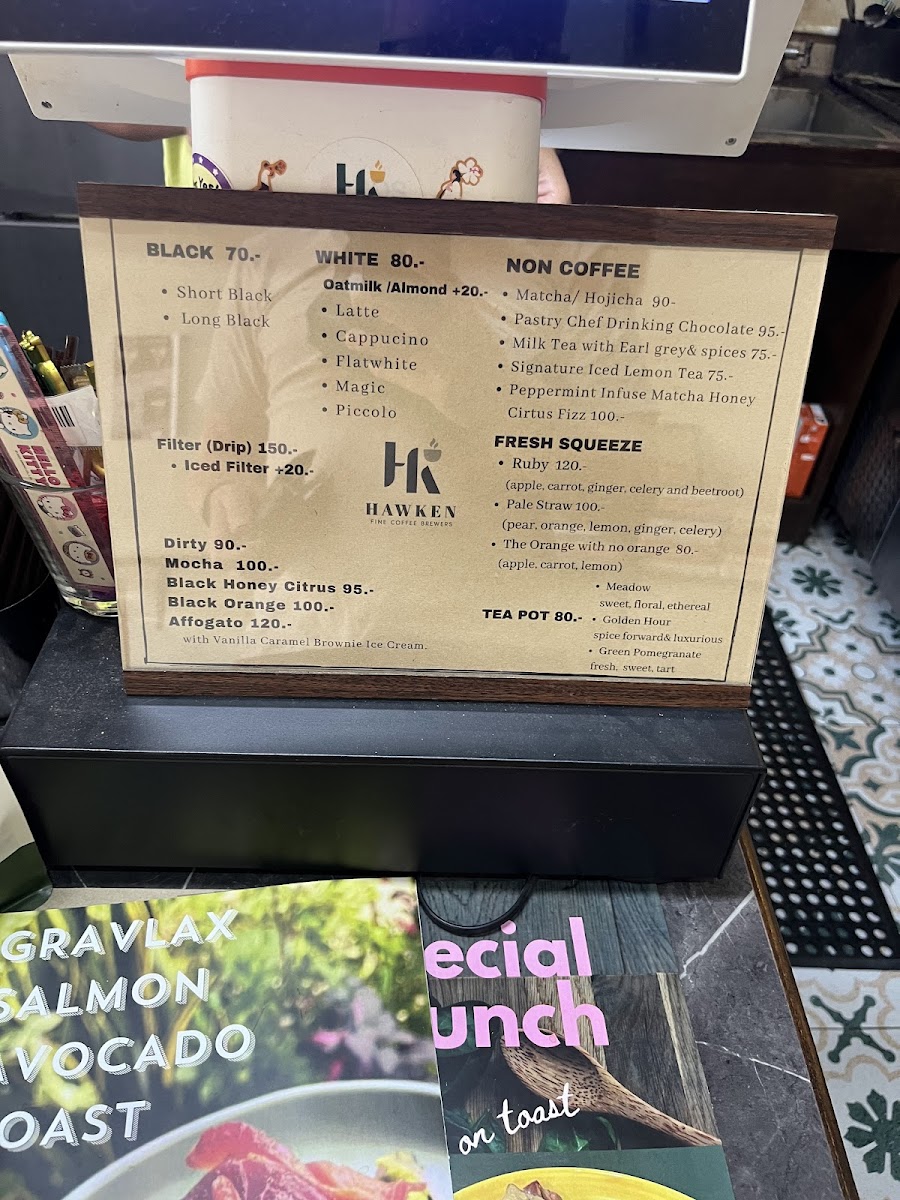 BLACK 70.-
• Short Black
• Long Black
WHITE 80.-
Oatmilk /Almond +20.-
• Latte
• Cappucino
• Flatwhite
• Magic
• Piccolo
Filter (Drip) 150.-
• Iced Filter +20.-
HK
HAWKEN
FINE COFFEE BREWERS
Dirty 90.-
Mocha 100.-
Black Honey Citrus 95.-
Black Orange 100.-
Affogato 120.-
with Vanilla Caramel Brownie Ice Cream.
NON COFFEE
• Matcha/ Hojicha 90-
• Pastry Chef Drinking Chocolate 95.-
• Milk Tea with Earl grey& spices 75.-
• Signature Iced Lemon Tea 75.-
• Peppermint Infuse Matcha Honey
Cirtus Fizz 100.-
FRESH SQUEEZE
• Ruby 120.-
(apple, carrot, ginger, celery and beetroot)
• Pale Straw 100.-
(pear, orange, lemon, ginger, celery)
• The Orange with no orange 80.-
(apple, carrot, lemon)
TEA POT 80.-
• Meadow
sweet, floral, ethereal
• Golden Hour
spice forward& luxurious
• Green Pomegranate
fresh, sweet, tart
HELLO KITTY
GRAVLAX
SALMON
AVOCADO
OAST
ecial
unch
on toast